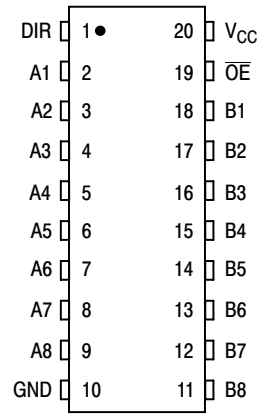 DIR 1 20 V_CC
A1 2 19 O̅E̅
A2 3 18 B1
A3 4 17 B2
A4 5 16 B3
A5 6 15 B4
A6 7 14 B5
A7 8 13 B6
A8 9 12 B7
GND 10 11 B8